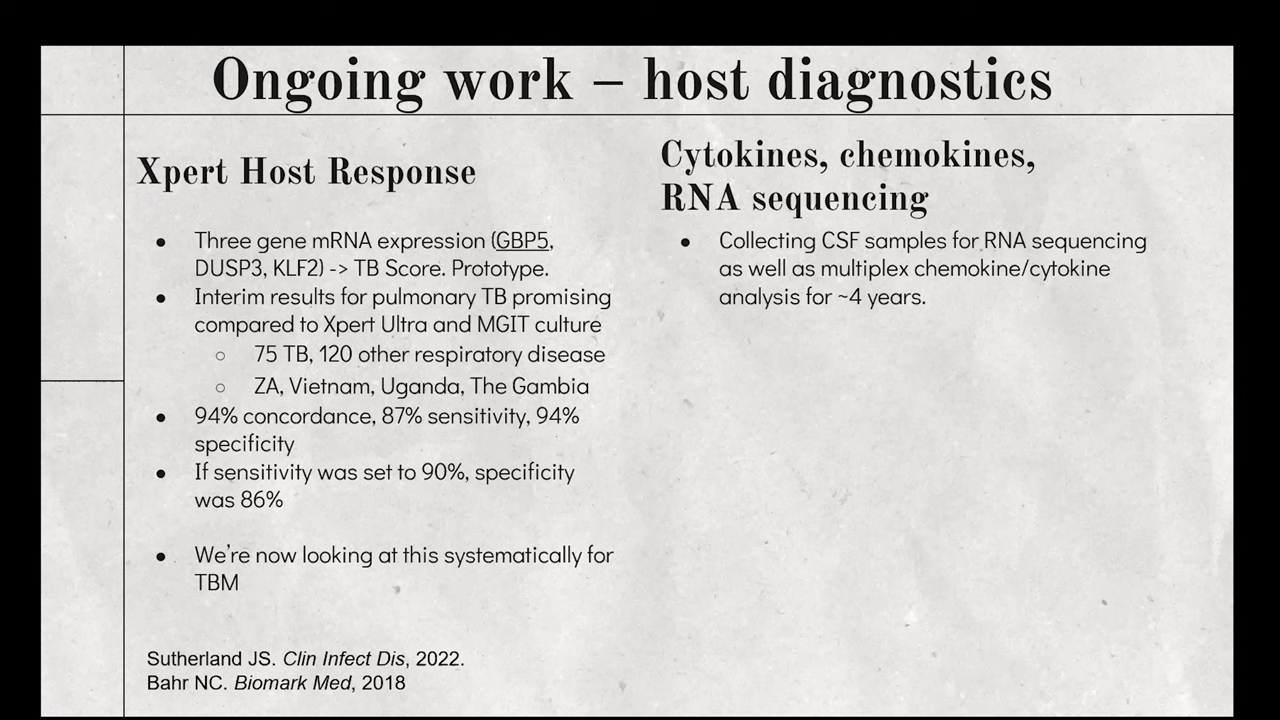 Ongoing work – host diagnostics
Xpert Host Response
● Three gene mRNA expression (GBP5,
DUSP3, KLF2) -> TB Score. Prototype.
● Interim results for pulmonary TB promising
compared to Xpert Ultra and MGIT culture
○ 75 TB, 120 other respiratory disease
○ ZA, Vietnam, Uganda, The Gambia
● 94% concordance, 87% sensitivity, 94%
specificity
● If sensitivity was set to 90%, specificity
was 86%
● We’re now looking at this systematically for
TBM
Sutherland JS. Clin Infect Dis, 2022.
Bahr NC. Biomark Med, 2018
Cytokines, chemokines,
RNA sequencing
● Collecting CSF samples for RNA sequencing
as well as multiplex chemokine/cytokine
analysis for ~4 years.